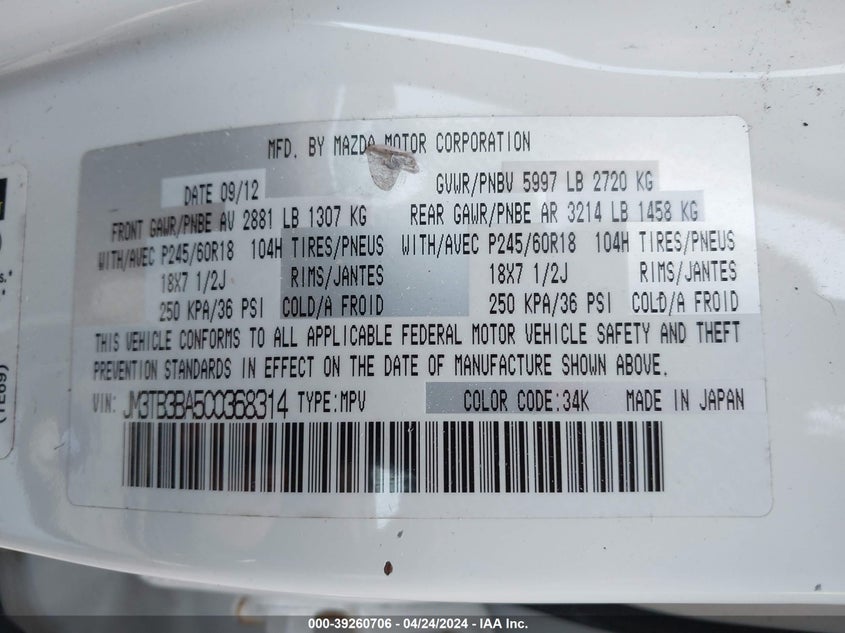 MFD. BY MAZDA MOTOR CORPORATION
DATE 09/12 GVWR/PNBV 5997 LB 2720 KG
FRONT GAWR/PNBE AV 2881 LB 1307 KG REAR GAWR/PNBE AR 3214 LB 1458 KG
WITH/AVEC P245/60R18 104H TIRES/PNEUS WITH/AVEC P245/60R18 104H TIRES/PNEUS
18X7 1/2J RIMS/JANTES 18X7 1/2J RIMS/JANTES
250 KPA/36 PSI COLD/A FROID 250 KPA/36 PSI COLD/A FROID
THIS VEHICLE CONFORMS TO ALL APPLICABLE FEDERAL MOTOR VEHICLE SAFETY AND THEFT
PREVENTION STANDARDS IN EFFECT ON THE DATE OF MANUFACTURE SHOWN ABOVE.
VIN: JM3TB3BA5C0368314 TYPE:MPV COLOR CODE:34K MADE IN JAPAN
000-39260706 - 04/24/2024 - IAA Inc.